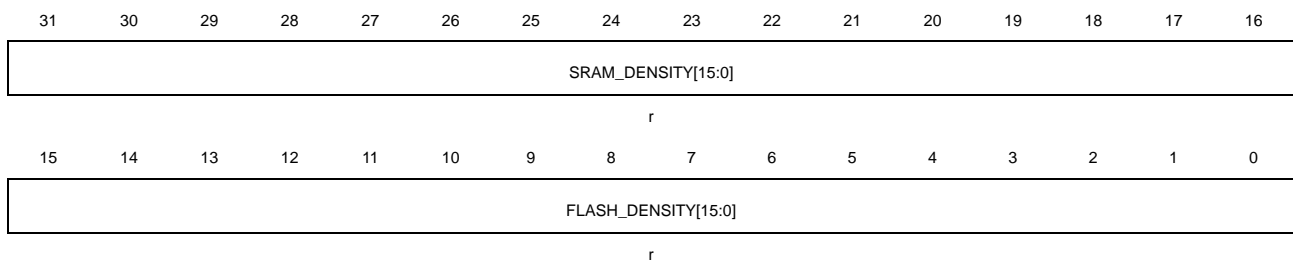 31 30 29 28 27 26 25 24 23 22 21 20 19 18 17 16
SRAM_DENSITY[15:0]
r
15 14 13 12 11 10 9 8 7 6 5 4 3 2 1 0
FLASH_DENSITY[15:0]
r